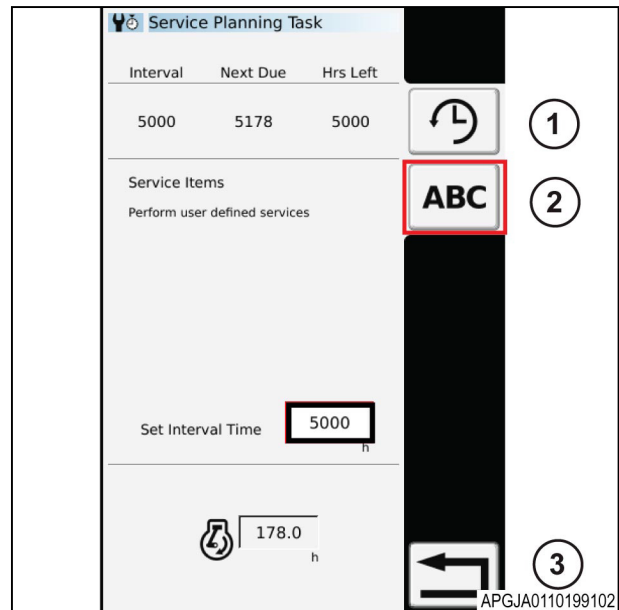 Service Planning Task
Interval Next Due Hrs Left
5000 5178 5000
1
ABC
2
Service Items
Perform user defined services
Set Interval Time 5000
h
178.0
h
3
APGJA0110199102